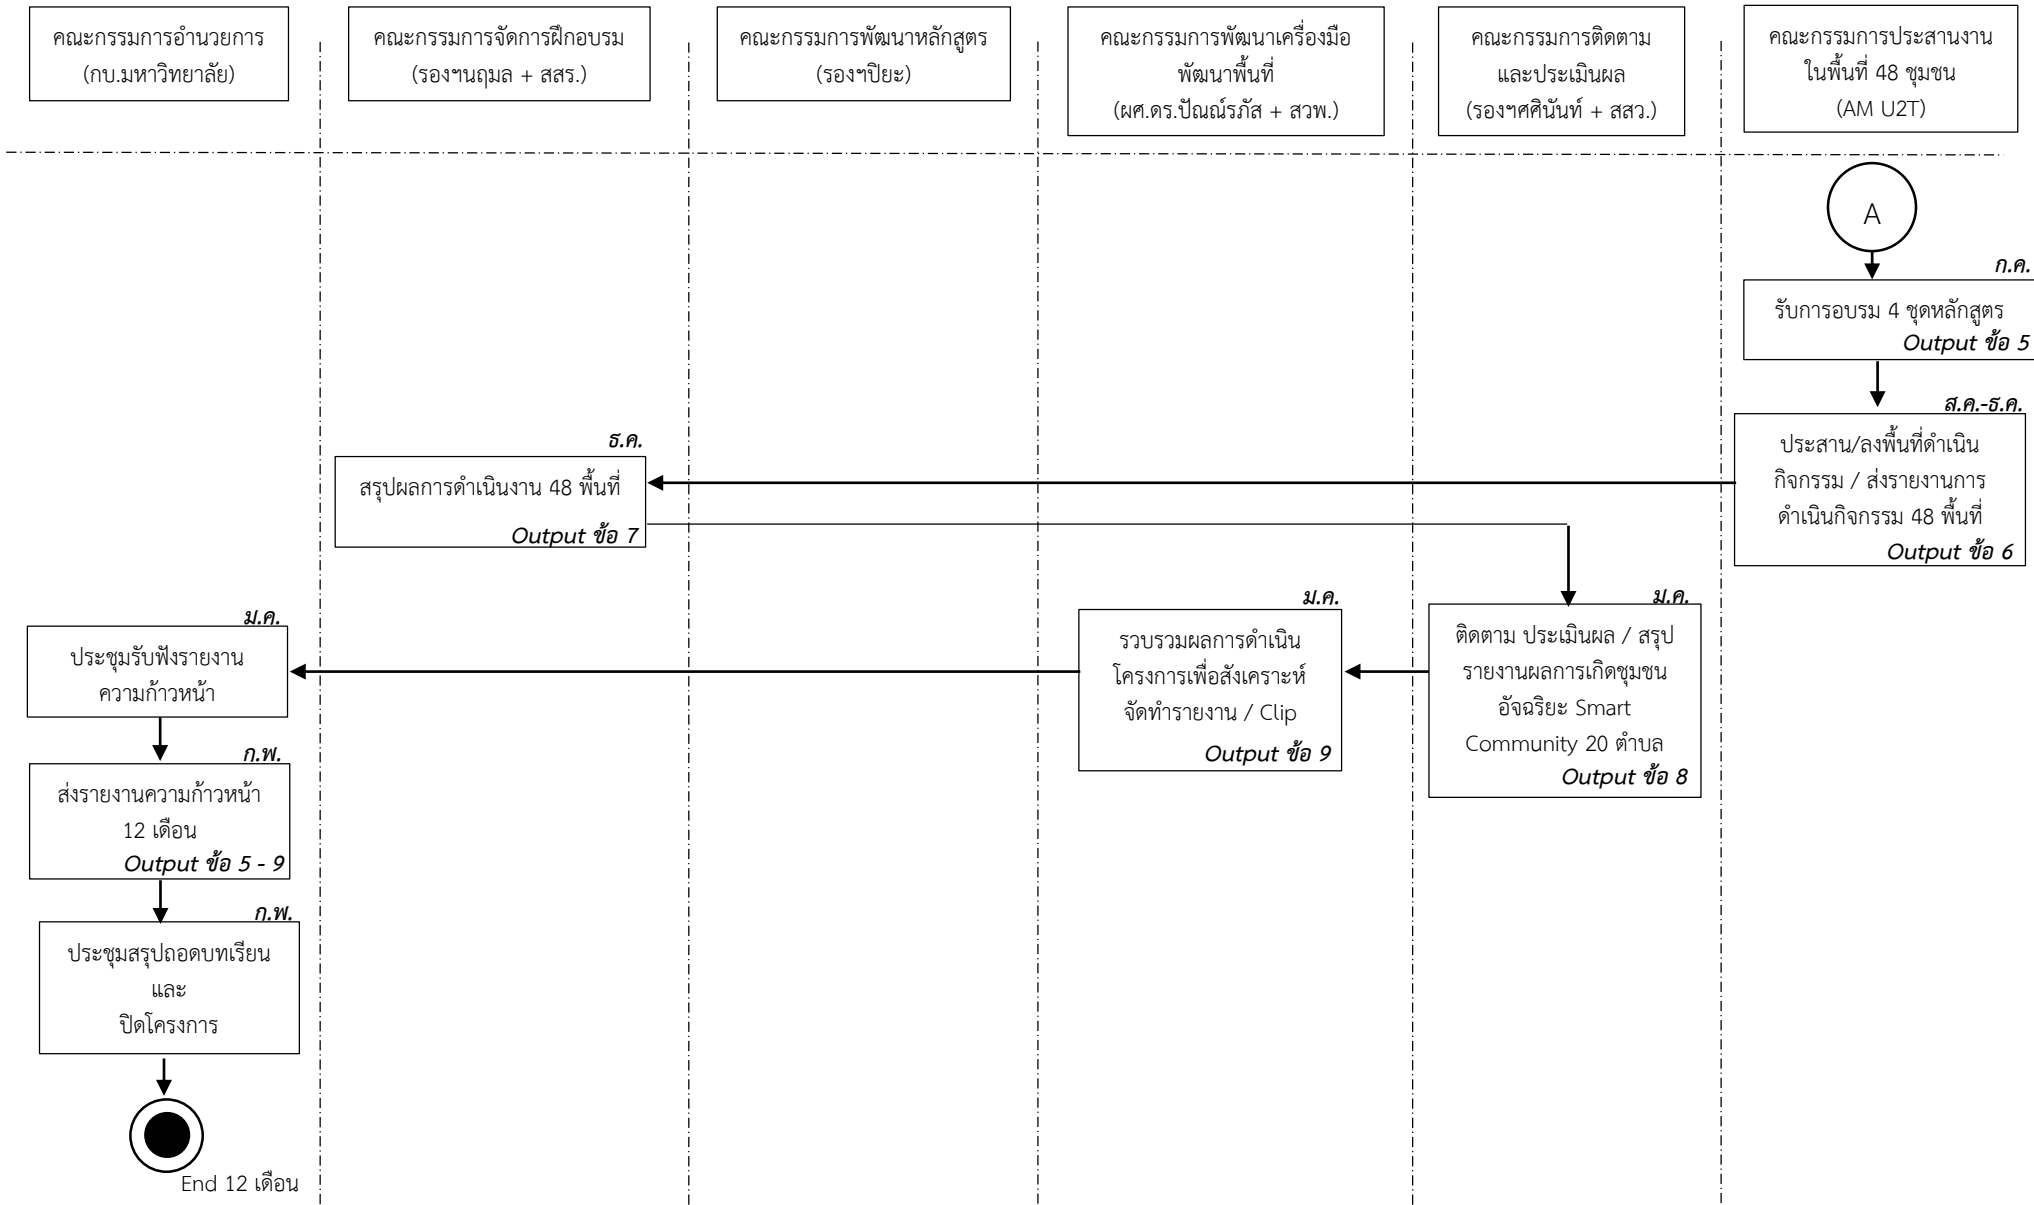 คณะกรรมการอำนวยการ
(กบ.มหาวิทยาลัย)
คณะกรรมการจัดการฝึกอบรม
(รองฯนฤมล + สสร.)
คณะกรรมการพัฒนาหลักสูตร
(รองฯปิยะ)
คณะกรรมการพัฒนาเครื่องมือ
พัฒนาพื้นที่
(ผศ.ดร.ปัณณ์รภัส + สวพ.)
คณะกรรมการติดตาม
และประเมินผล
(รองฯศศินันท์ + สสว.)
คณะกรรมการประสานงาน
ในพื้นที่ 48 ชุมชน
(AM U2T)
A
ก.ค.
รับการอบรม 4 ชุดหลักสูตร
Output ข้อ 5
ส.ค.-ธ.ค.
ประสาน/ลงพื้นที่ดำเนิน
กิจกรรม / ส่งรายงานการ
ดำเนินกิจกรรม 48 พื้นที่
Output ข้อ 6
ธ.ค.
สรุปผลการดำเนินงาน 48 พื้นที่
Output ข้อ 7
ม.ค.
ติดตาม ประเมินผล / สรุป
รายงานผลการเกิดชุมชน
อัจฉริยะ Smart
Community 20 ตำบล
Output ข้อ 8
ม.ค.
รวบรวมผลการดำเนิน
โครงการเพื่อสังเคราะห์
จัดทำรายงาน / Clip
Output ข้อ 9
ม.ค.
ประชุมรับฟังรายงาน
ความก้าวหน้า
ก.พ.
ส่งรายงานความก้าวหน้า
12 เดือน
Output ข้อ 5 - 9
ก.พ.
ประชุมสรุปถอดบทเรียน
และ
ปิดโครงการ
End 12 เดือน